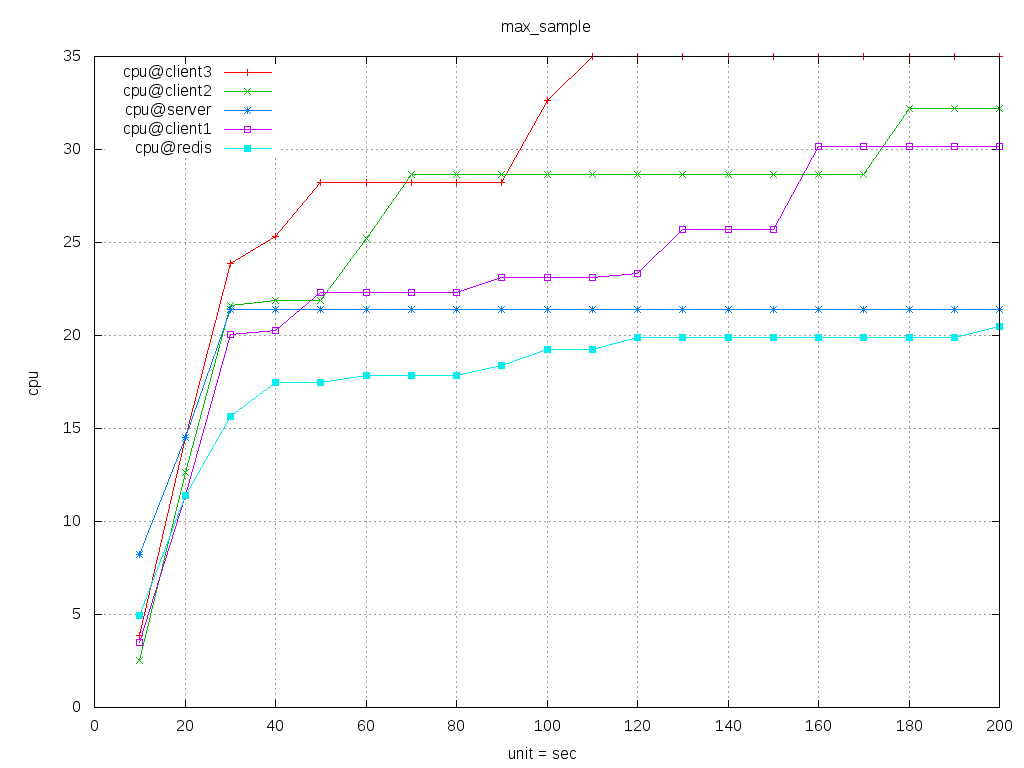 max_sample
cpu@client3
cpu@client2
cpu@server
cpu@client1
cpu@redis
35
30
25
20
15
10
5
0
cpu
0 20 40 60 80 100 120 140 160 180 200
unit = sec